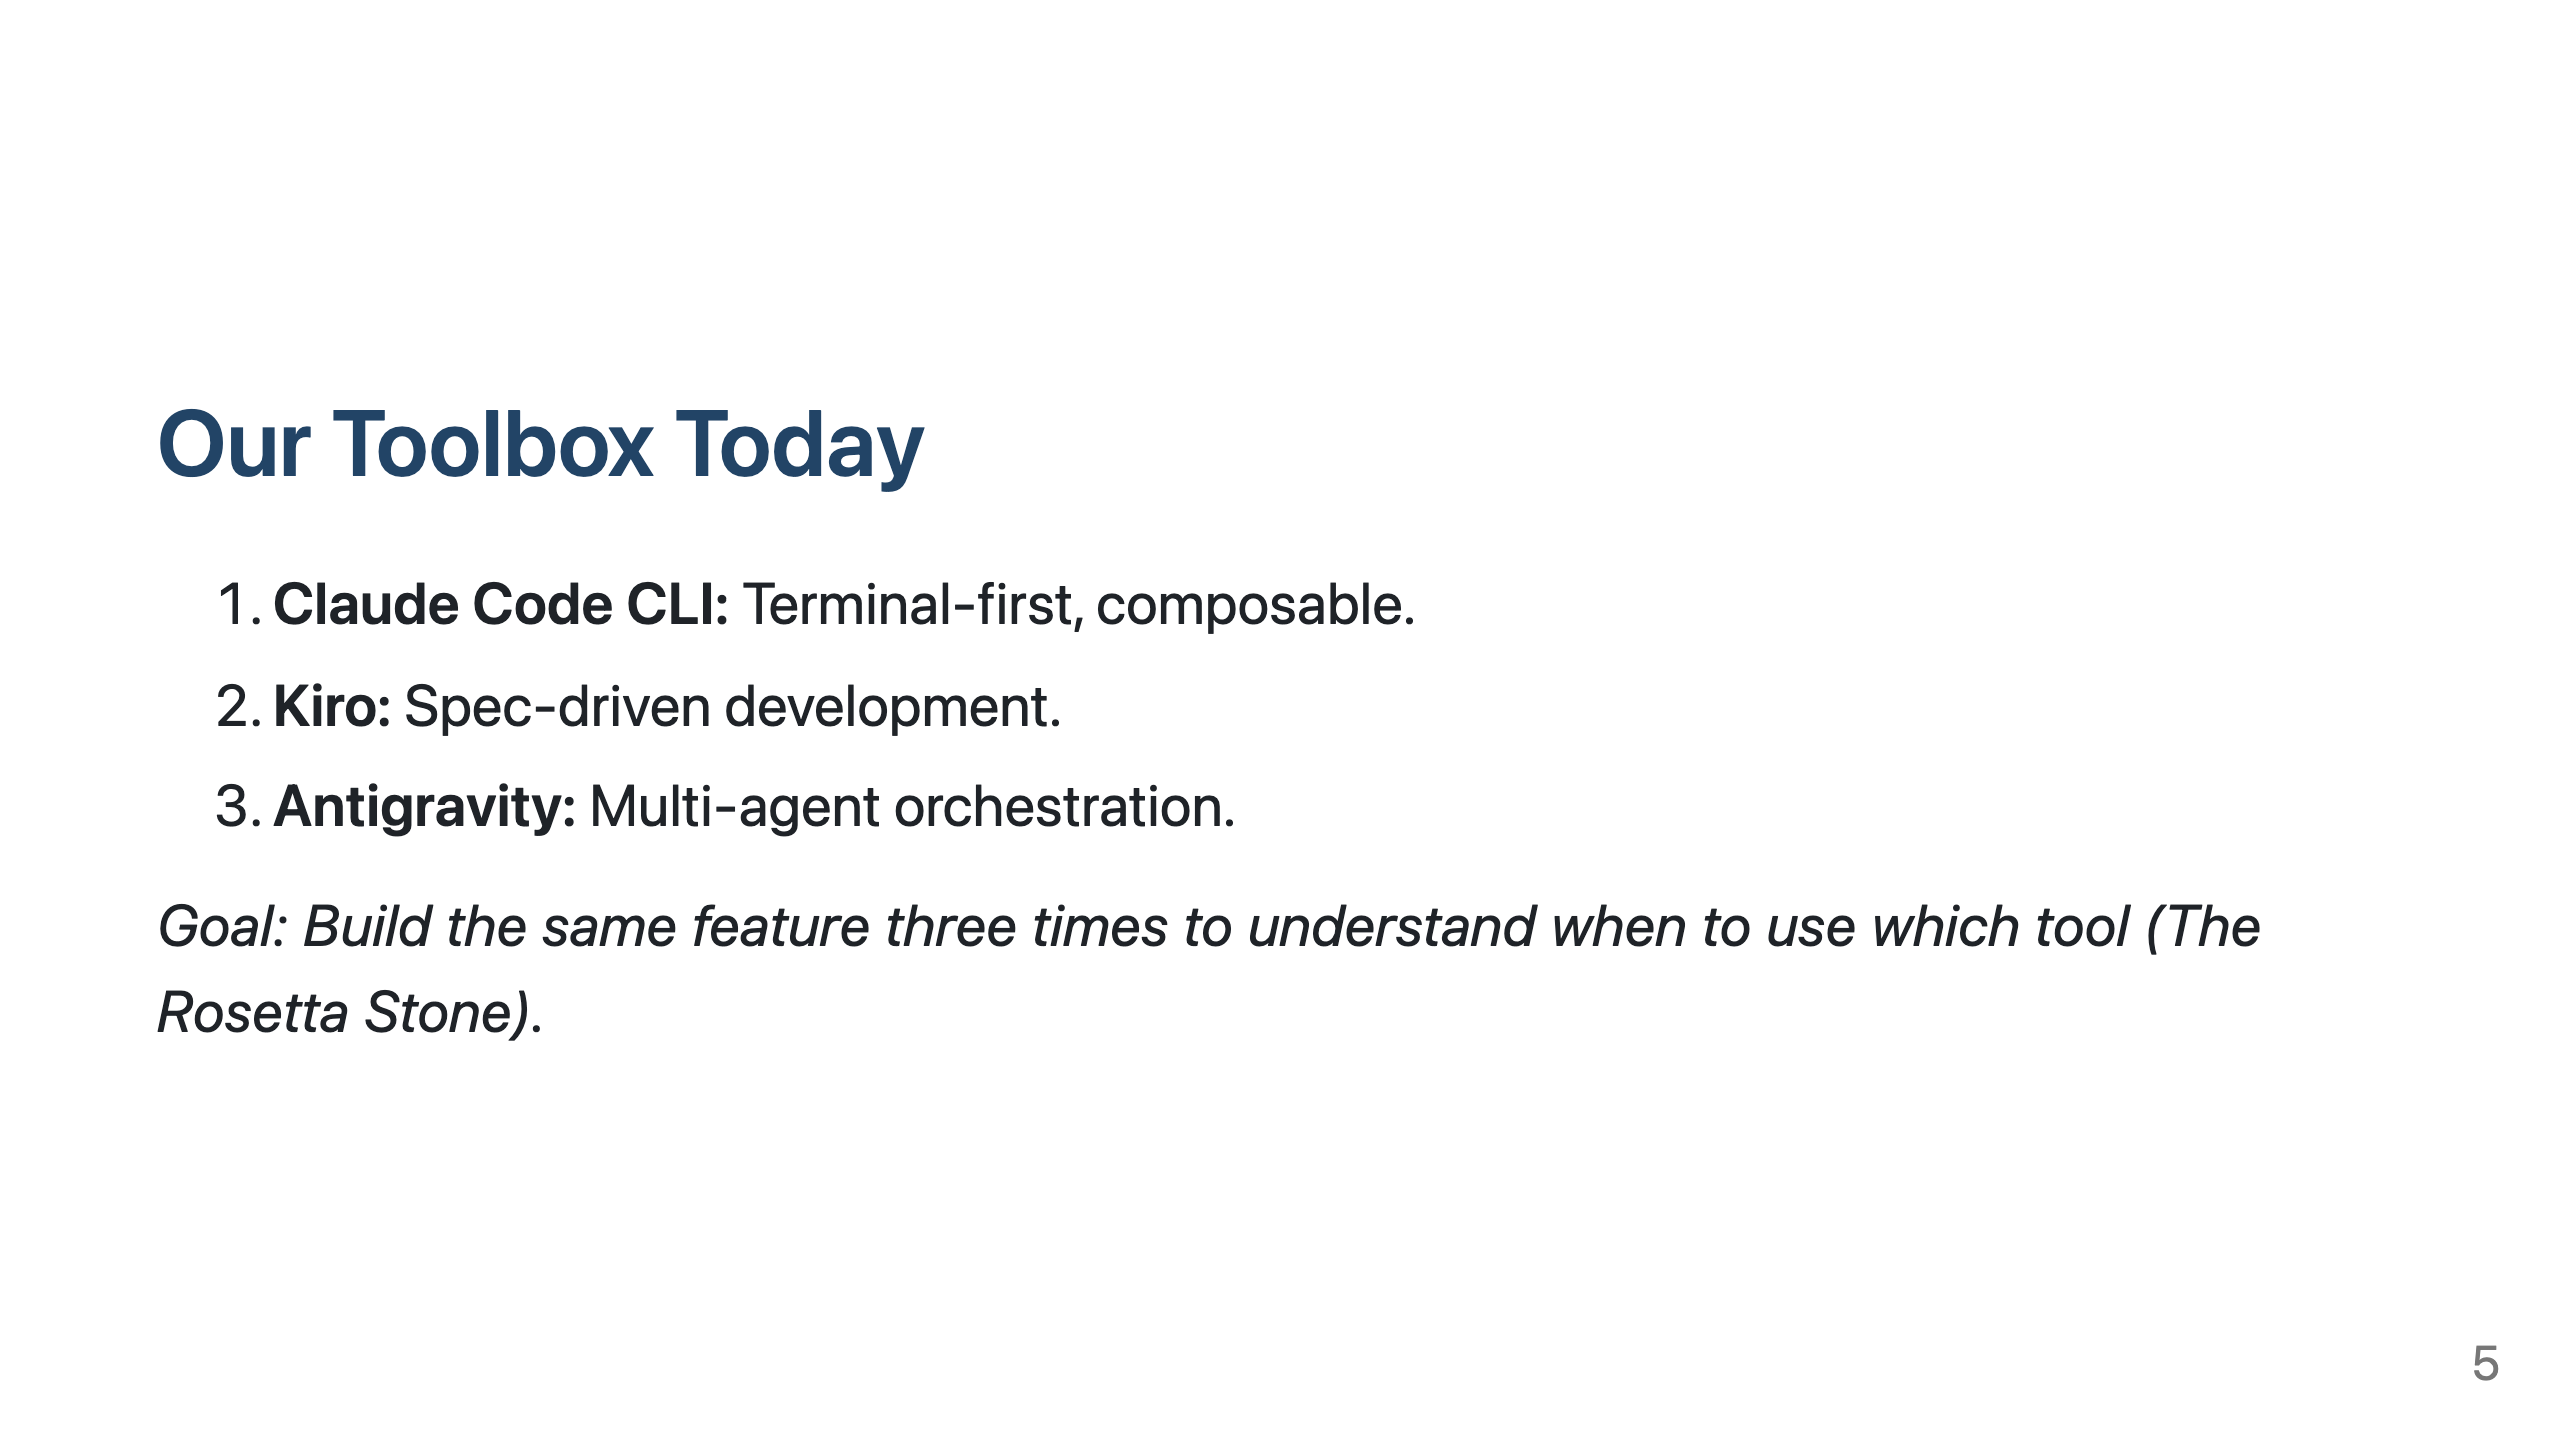 Our Toolbox Today
1. Claude Code CLI: Terminal-first, composable.
2. Kiro: Spec-driven development.
3. Antigravity: Multi-agent orchestration.
Goal: Build the same feature three times to understand when to use which tool (The
Rosetta Stone).
5